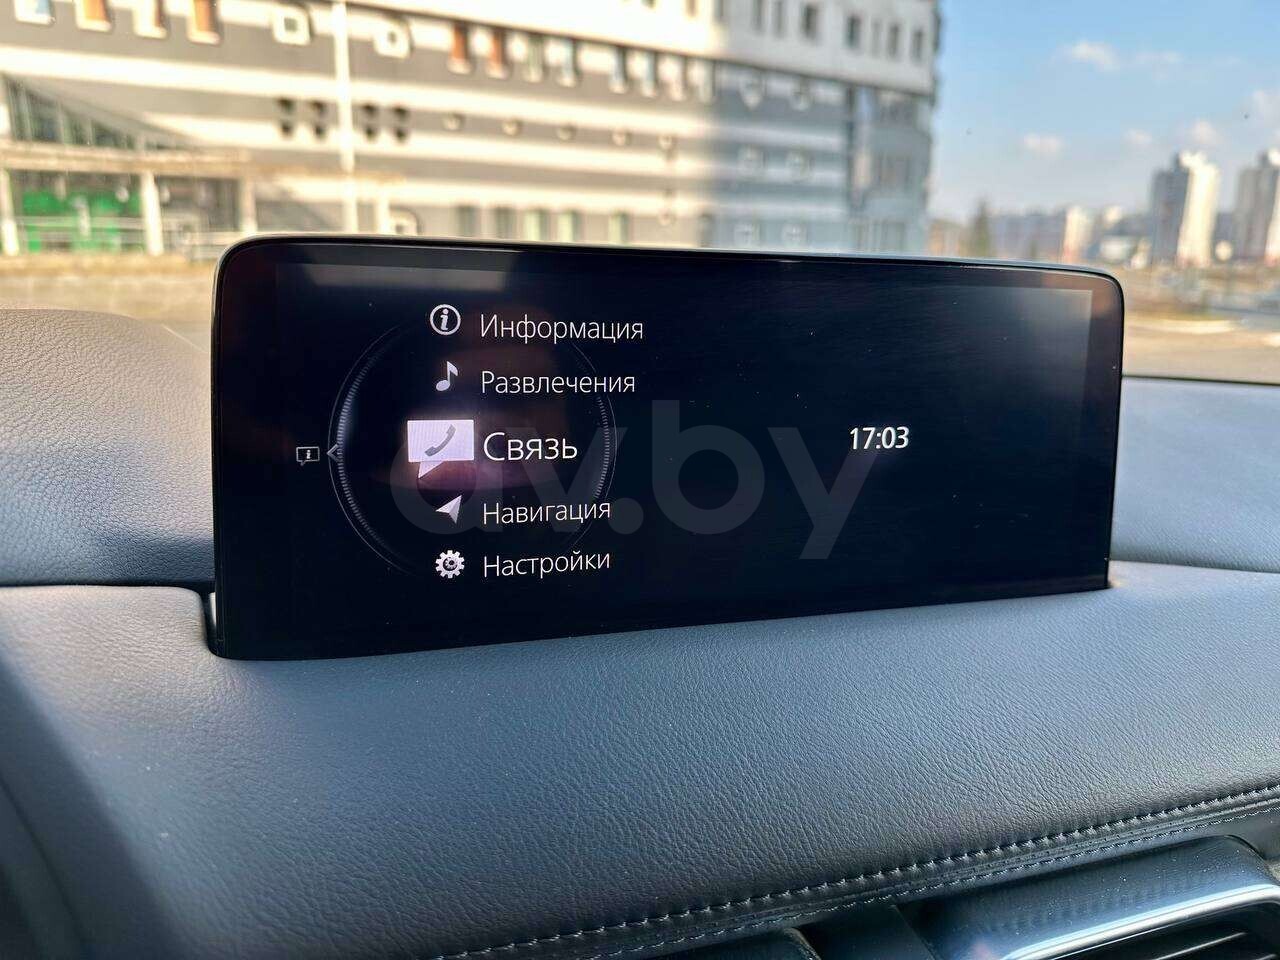 Информация
Развлечения
Связь
17:03
Навигация
Настройки
av.by